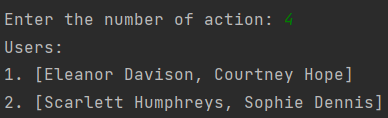 Enter the number of action: 4
Users:
1. [Eleanor Davison, Courtney Hope]
2. [Scarlett Humphreys, Sophie Dennis]